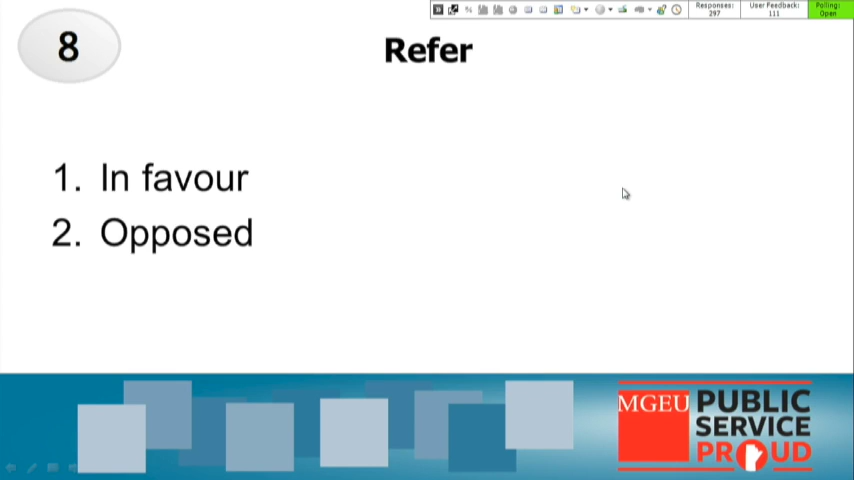 Responses:
297
User Feedback:
111
Polling:
Open
8
Refer
1. In favour
2. Opposed
MGEU
PUBLIC
SERVICE
PROUD